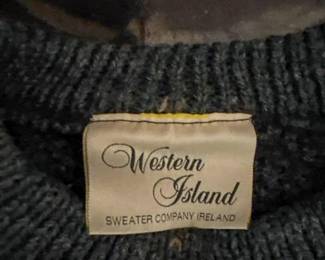 Western
Island
SWEATER COMPANY IRELAND